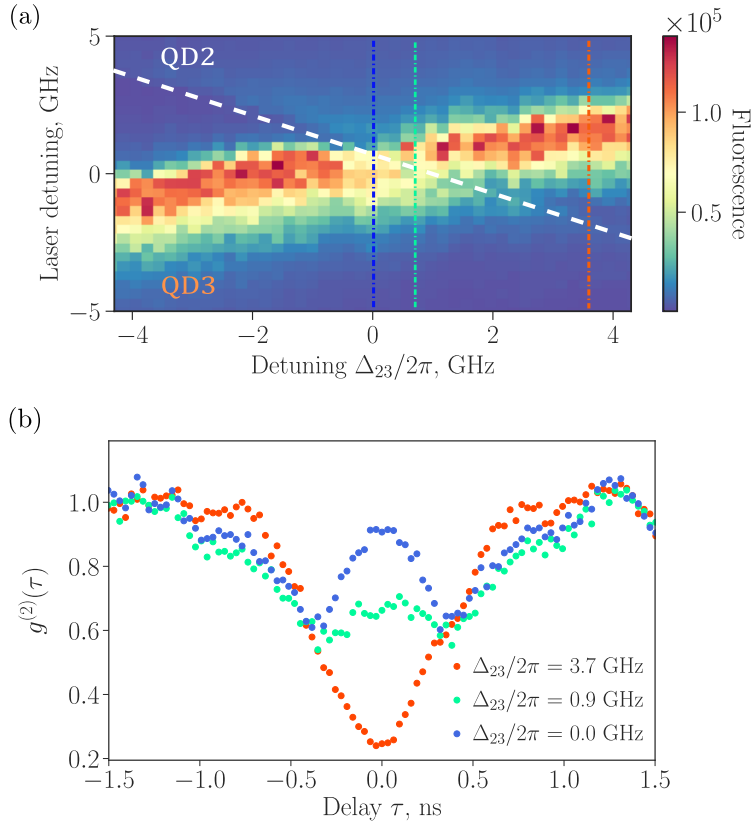 (a)
×10⁵
5
QD2
Laser detuning, GHz
1.0
Fluorescence
0
0.5
QD3
−5
−4
−2
0
2
4
Detuning Δ₂₃/2π, GHz
(b)
1.0
0.8
g⁽²⁾(τ)
0.6
Δ₂₃/2π = 3.7 GHz
0.4
Δ₂₃/2π = 0.9 GHz
Δ₂₃/2π = 0.0 GHz
0.2
−1.5
−1.0
−0.5
0.0
0.5
1.0
1.5
Delay τ, ns